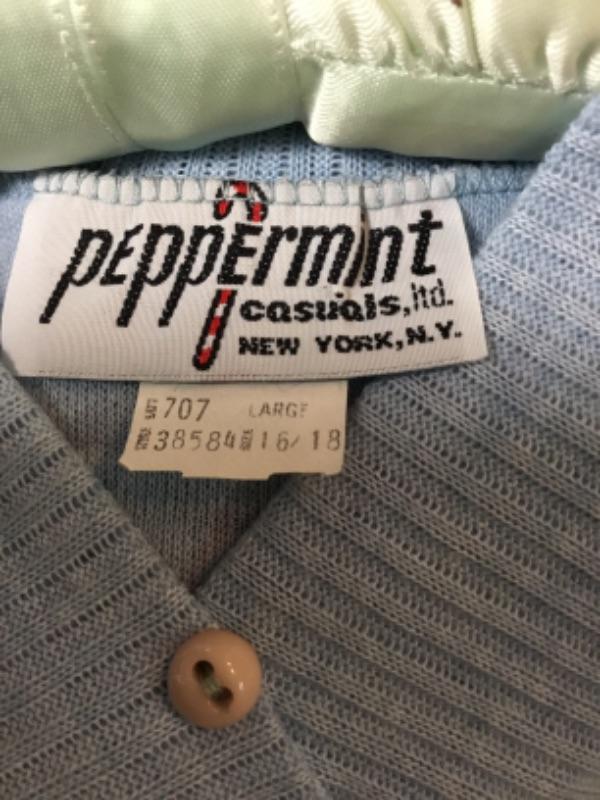 peppermint
casuals, ltd.
NEW YORK, N.Y.
707 LARGE
38584 16/18